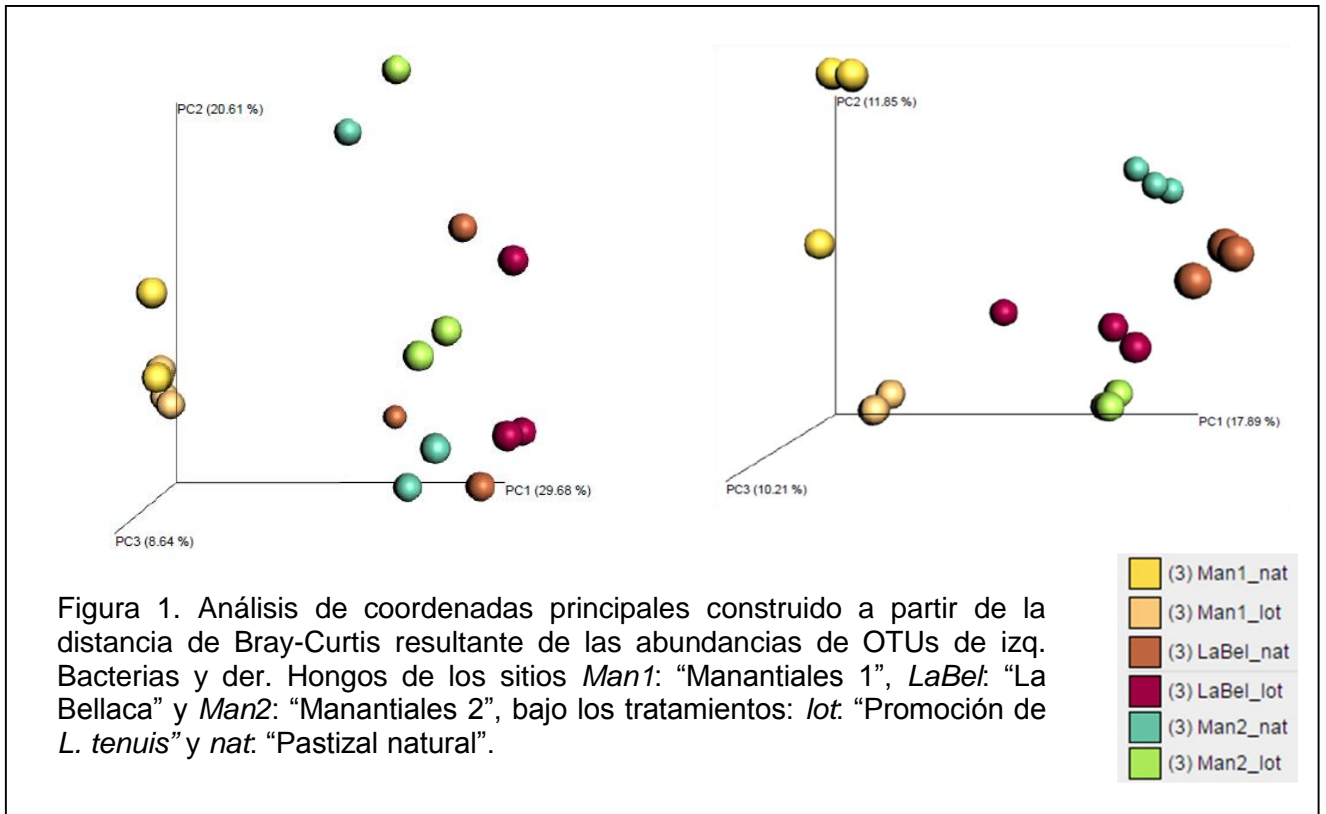 PC2 (20.61 %)
PC1 (29.68 %)
PC3 (8.64 %)
PC2 (11.85 %)
PC1 (17.89 %)
PC3 (10.21 %)
(3) Man1_nat
(3) Man1_lot
(3) LaBel_nat
(3) LaBel_lot
(3) Man2_nat
(3) Man2_lot
Figura 1. Análisis de coordenadas principales construido a partir de la
distancia de Bray-Curtis resultante de las abundancias de OTUs de izq.
Bacterias y der. Hongos de los sitios Man1: “Manantiales 1”, LaBel: “La
Bellaca” y Man2: “Manantiales 2”, bajo los tratamientos: lot: “Promoción de
L. tenuis” y nat: “Pastizal natural”.